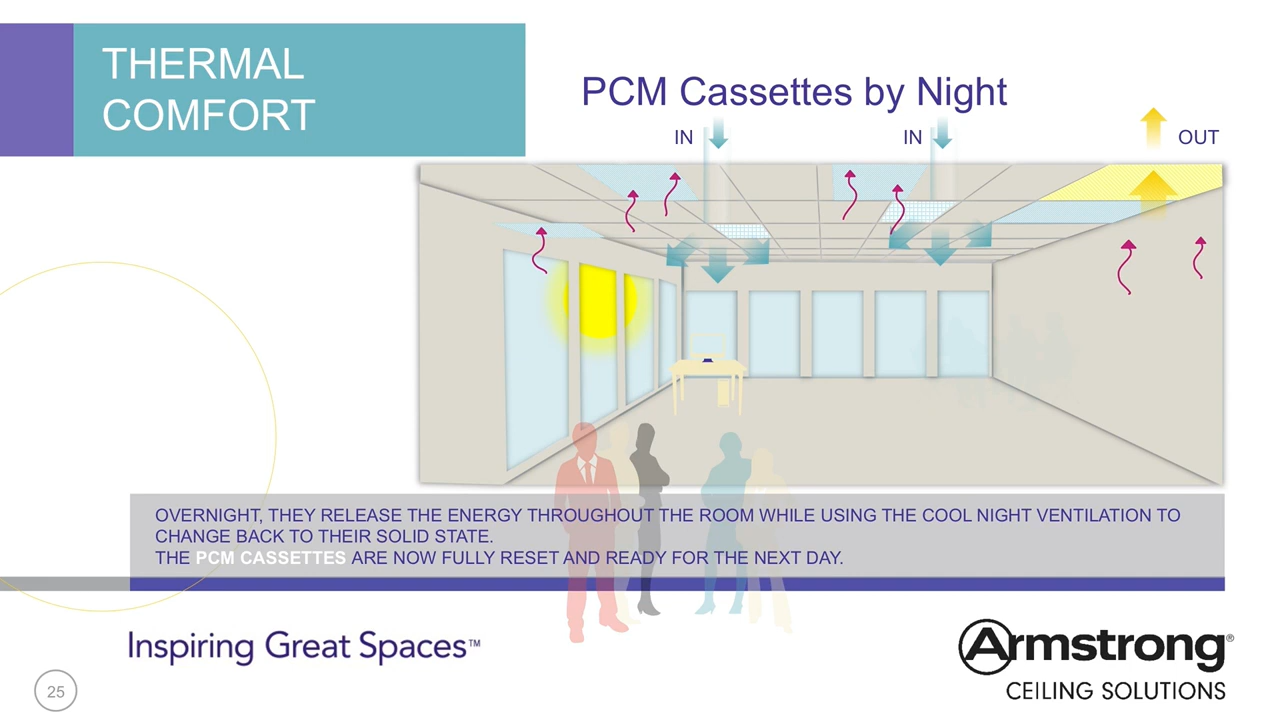 THERMAL
COMFORT
PCM Cassettes by Night
IN
IN
OUT
OVERNIGHT, THEY RELEASE THE ENERGY THROUGHOUT THE ROOM WHILE USING THE COOL NIGHT VENTILATION TO
CHANGE BACK TO THEIR SOLID STATE.
THE PCM CASSETTES ARE NOW FULLY RESET AND READY FOR THE NEXT DAY.
Inspiring Great Spaces™
Armstrong®
CEILING SOLUTIONS
25